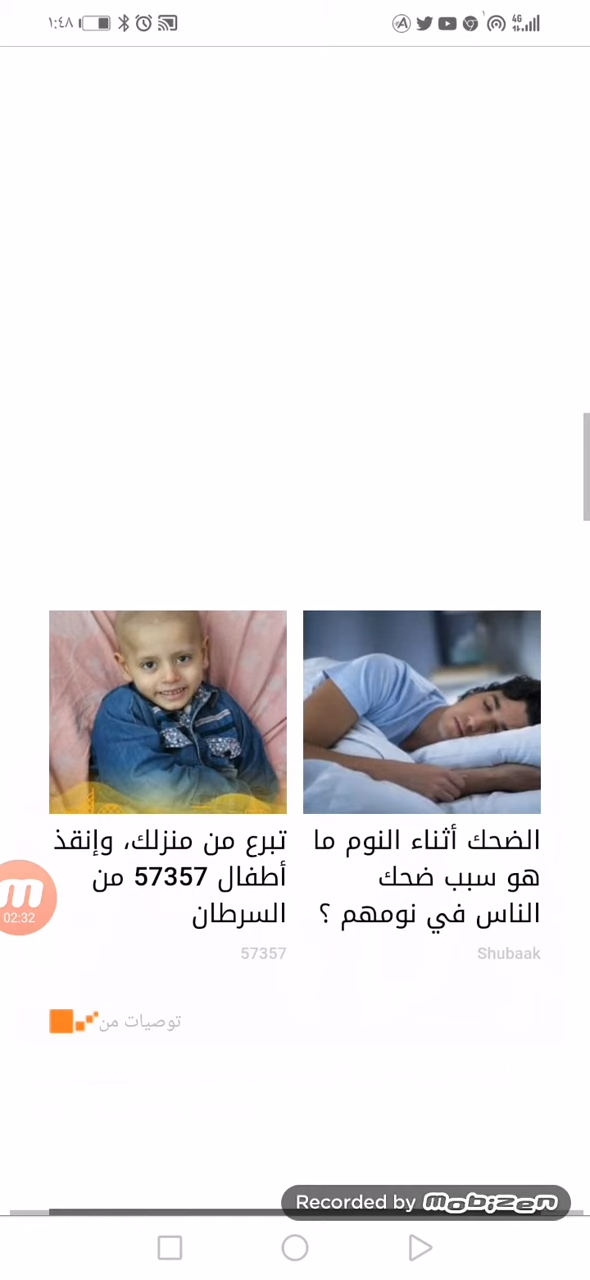 ١:٤٨
4G
الضحك أثناء النوم ما
هو سبب ضحك
الناس في نومهم ؟
Shubaak
تبرع من منزلك، وإنقذ
أطفال 57357 من
السرطان
57357
02:32
توصيات من
Recorded by mobizen